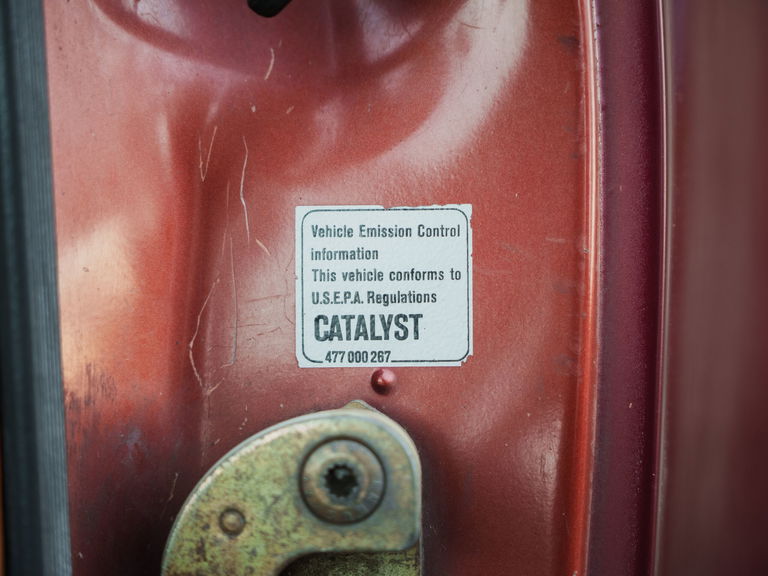 Vehicle Emission Control
information
This vehicle conforms to
U.S.E.P.A. Regulations
CATALYST
477 000 267